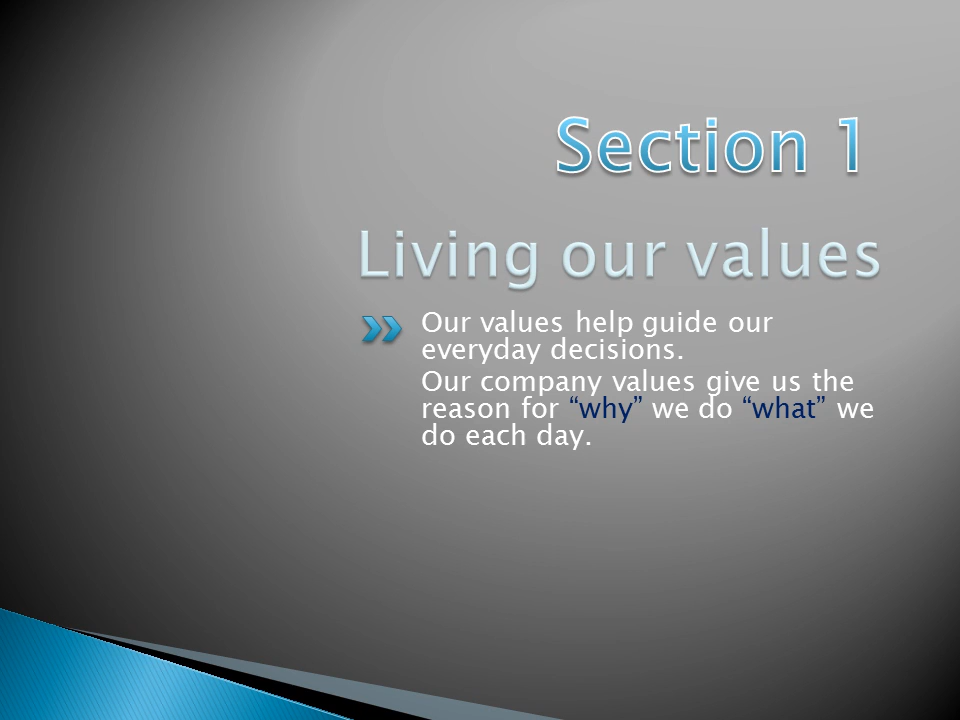 Section 1
Living our values
Our values help guide our
everyday decisions.
Our company values give us the
reason for “why” we do “what” we
do each day.